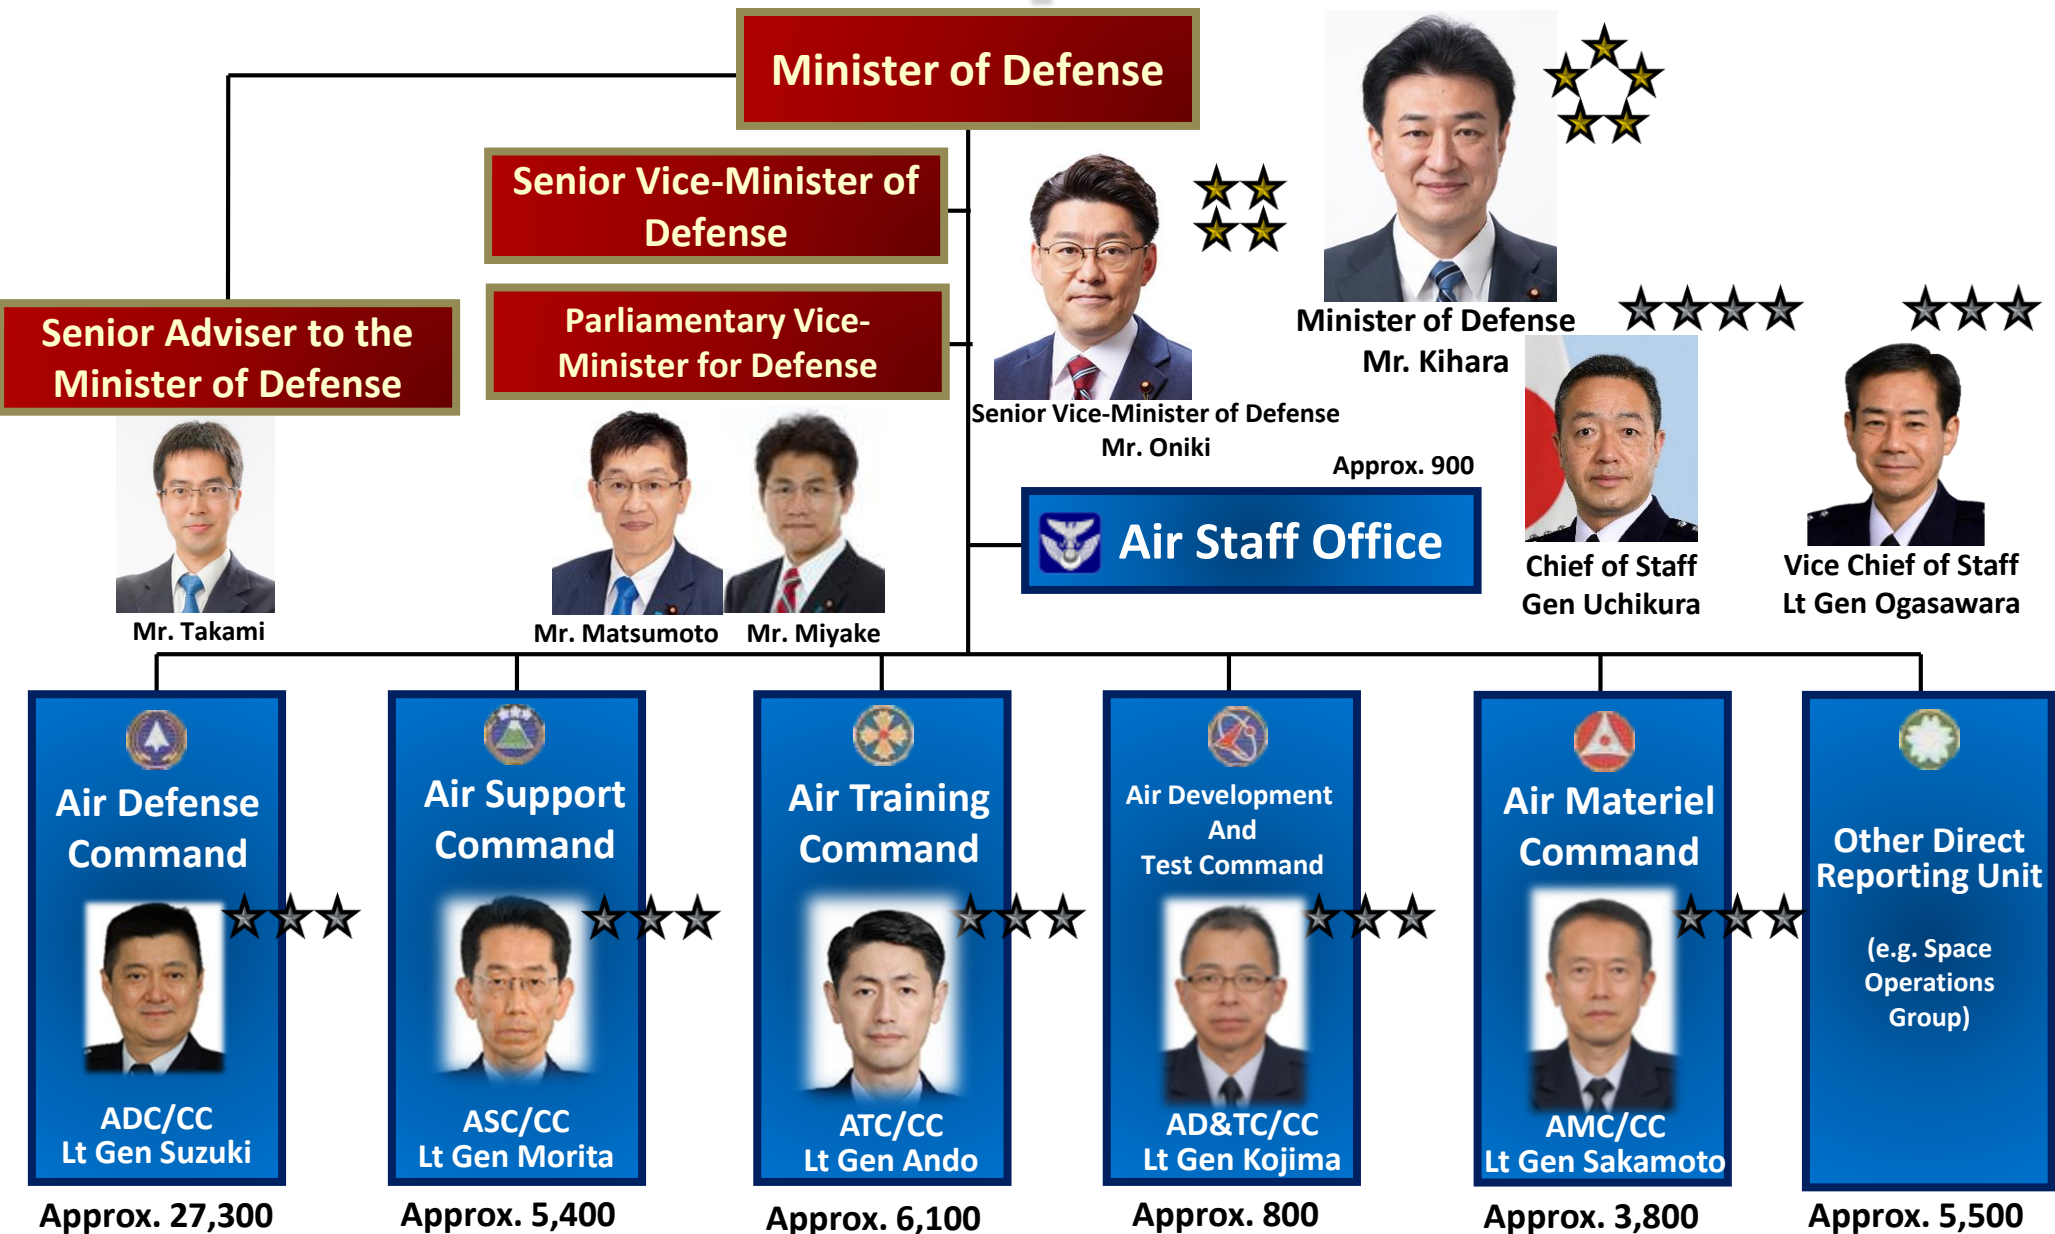 Minister of Defense
Senior Vice-Minister of
Defense
Parliamentary Vice-
Minister for Defense
Senior Adviser to the
Minister of Defense
Minister of Defense
Mr. Kihara
Senior Vice-Minister of Defense
Mr. Oniki
Approx. 900
Air Staff Office
Chief of Staff
Gen Uchikura
Vice Chief of Staff
Lt Gen Ogasawara
Mr. Takami
Mr. Matsumoto
Mr. Miyake
Air Defense
Command
ADC/CC
Lt Gen Suzuki
Approx. 27,300
Air Support
Command
ASC/CC
Lt Gen Morita
Approx. 5,400
Air Training
Command
ATC/CC
Lt Gen Ando
Approx. 6,100
Air Development
And
Test Command
AD&TC/CC
Lt Gen Kojima
Approx. 800
Air Materiel
Command
AMC/CC
Lt Gen Sakamoto
Approx. 3,800
Other Direct
Reporting Unit
(e.g. Space
Operations
Group)
Approx. 5,500